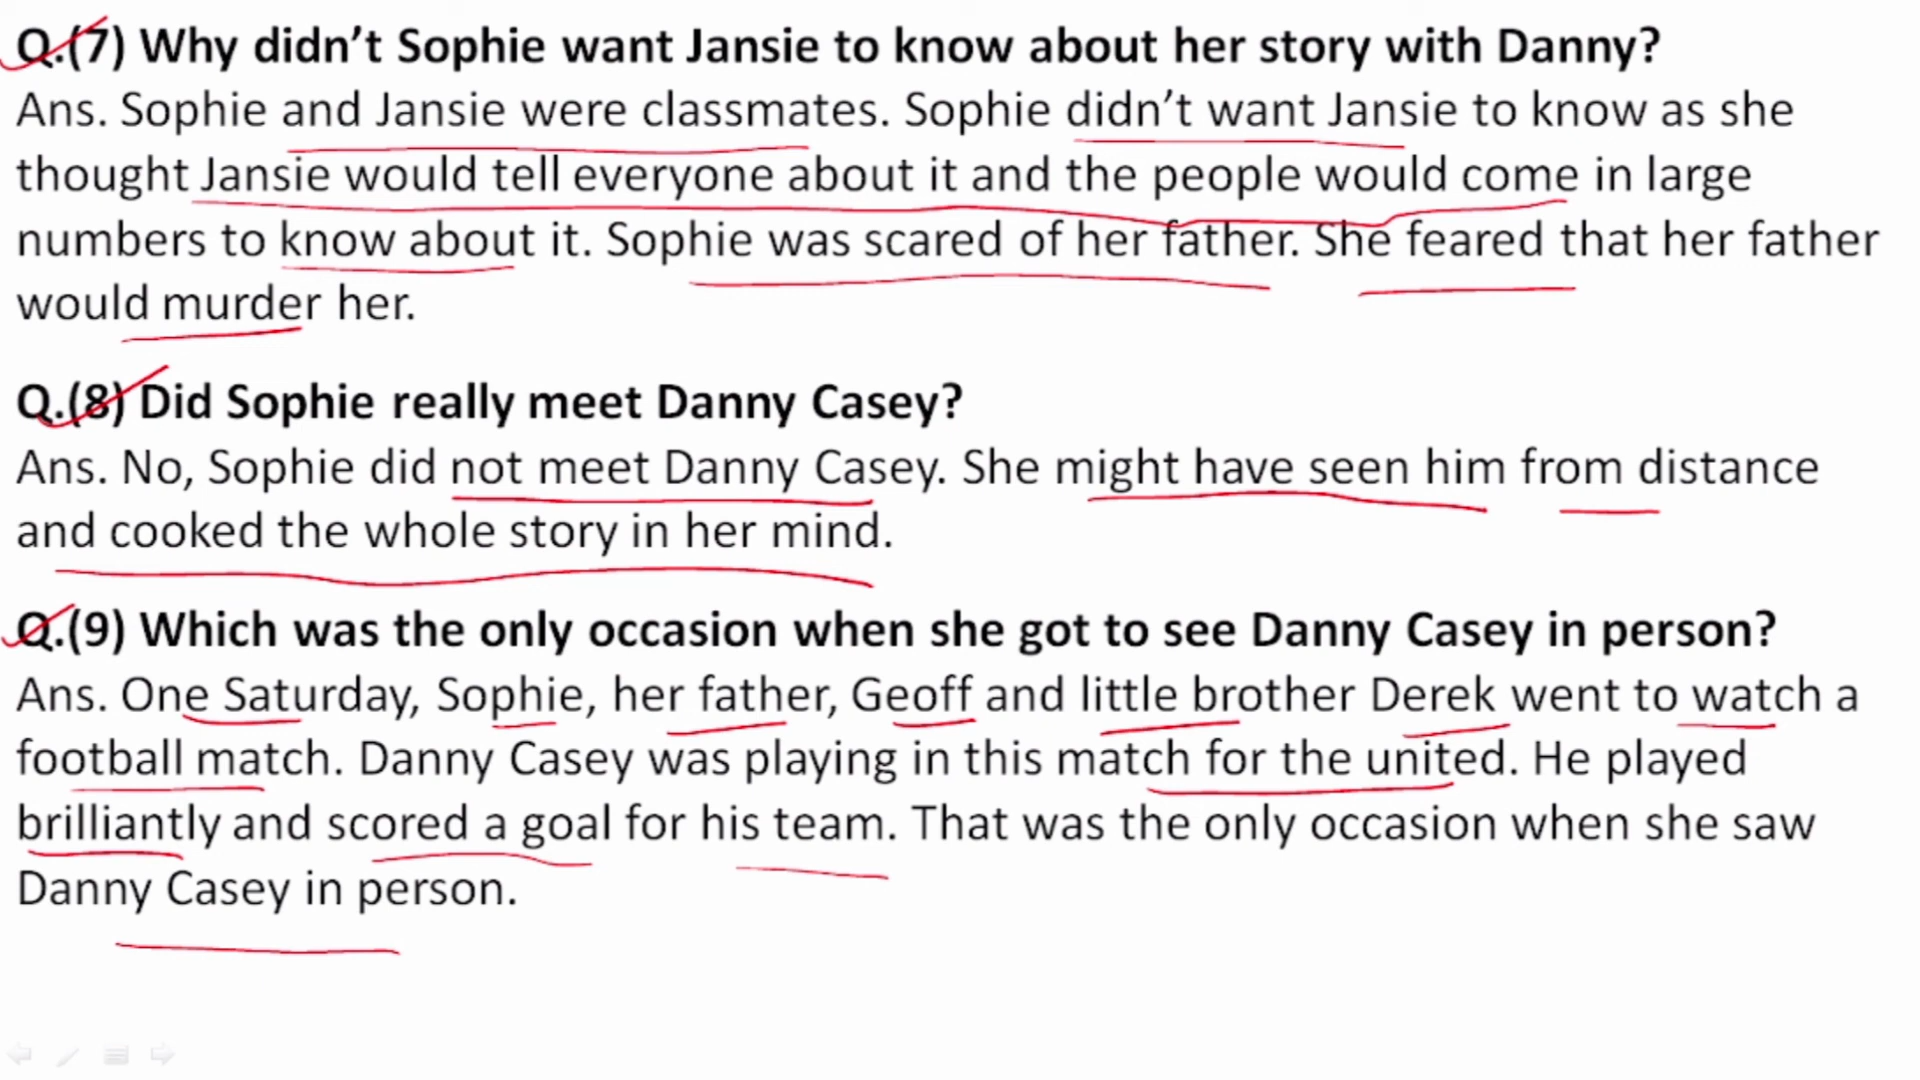 Q.(7) Why didn't Sophie want Jansie to know about her story with Danny?
Ans. Sophie and Jansie were classmates. Sophie didn't want Jansie to know as she
thought Jansie would tell everyone about it and the people would come in large
numbers to know about it. Sophie was scared of her father. She feared that her father
would murder her.
Q.(8) Did Sophie really meet Danny Casey?
Ans. No, Sophie did not meet Danny Casey. She might have seen him from distance
and cooked the whole story in her mind.
Q.(9) Which was the only occasion when she got to see Danny Casey in person?
Ans. One Saturday, Sophie, her father, Geoff and little brother Derek went to watch a
football match. Danny Casey was playing in this match for the united. He played
brilliantly and scored a goal for his team. That was the only occasion when she saw
Danny Casey in person.